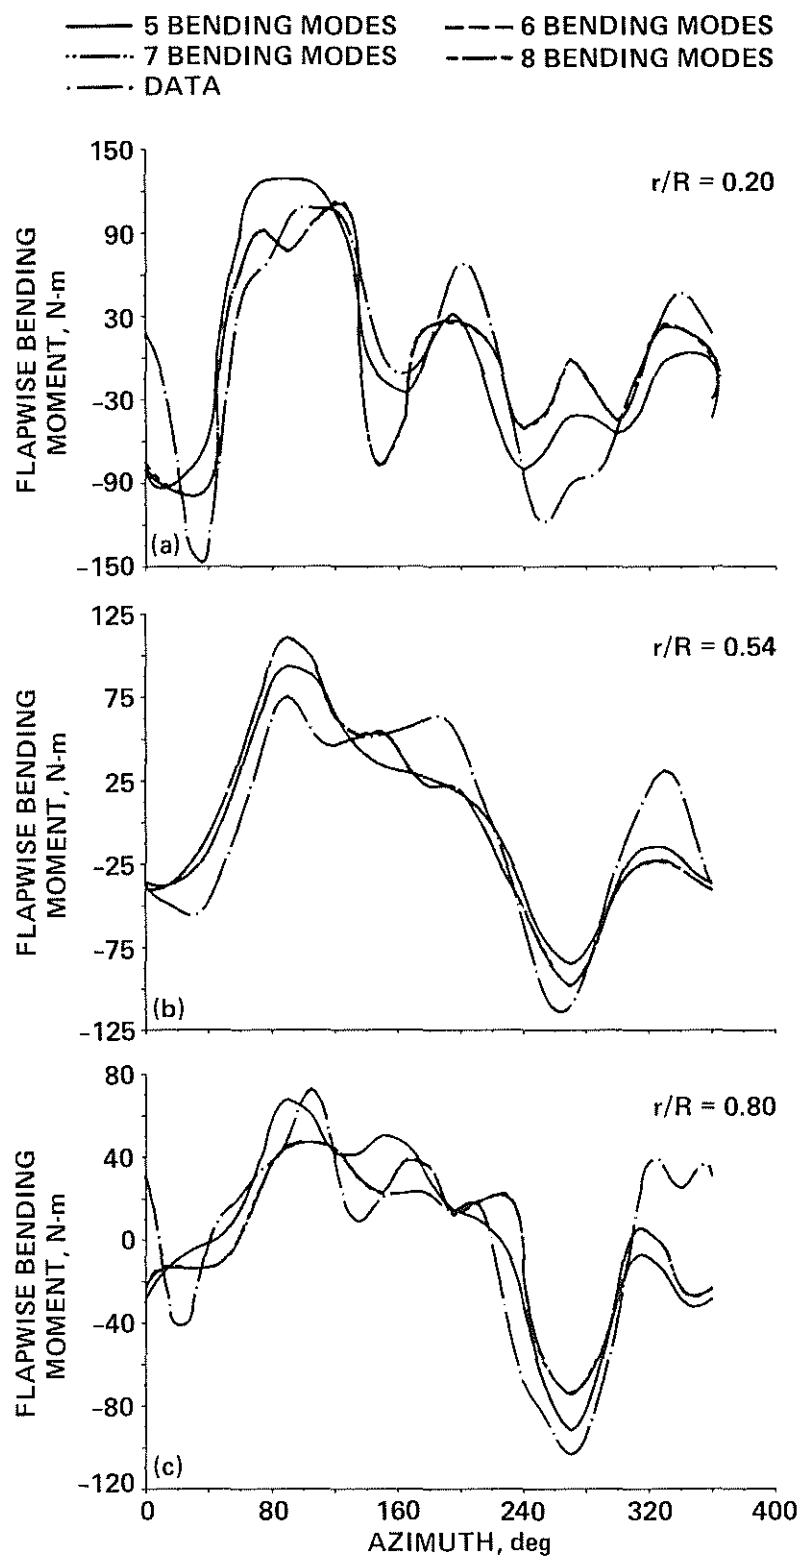 5 BENDING MODES
6 BENDING MODES
7 BENDING MODES
8 BENDING MODES
DATA
150
90
30
−30
−90
−150
FLAPWISE BENDING
MOMENT, N-m
r/R = 0.20
(a)
125
75
25
−25
−75
−125
FLAPWISE BENDING
MOMENT, N-m
r/R = 0.54
(b)
80
40
0
−40
−80
−120
FLAPWISE BENDING
MOMENT, N-m
r/R = 0.80
(c)
0
80
160
240
320
400
AZIMUTH, deg